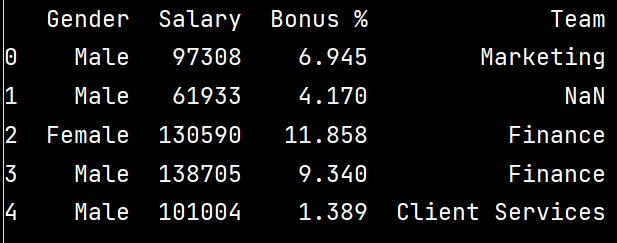 Gender Salary Bonus % Team
0 Male 97308 6.945 Marketing
1 Male 61933 4.170 NaN
2 Female 130590 11.858 Finance
3 Male 138705 9.340 Finance
4 Male 101004 1.389 Client Services